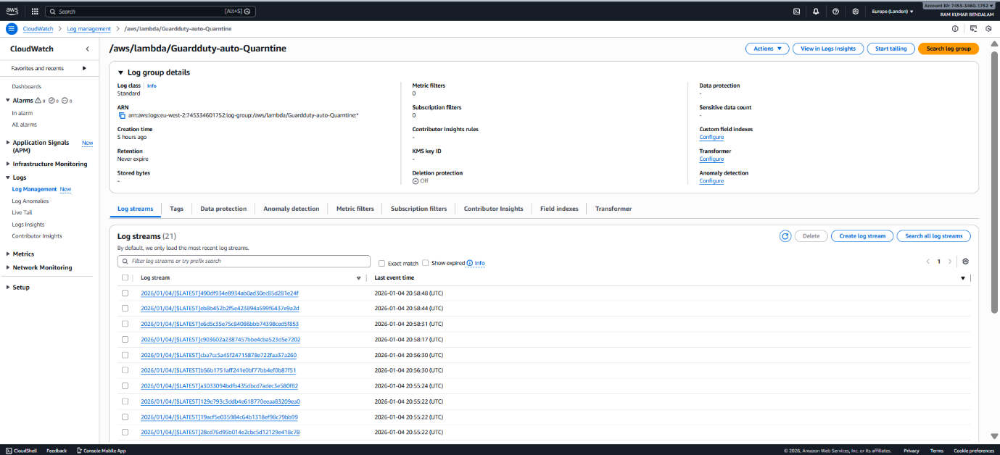 aws
Search
[Alt+S]
Europe (London)
Account ID: 7453-3460-1752
RAM KUMAR BENDALAM
CloudWatch
Log management
/aws/lambda/Guardduty-auto-Quarntine
CloudWatch
Favorites and recents
Dashboards
Alarms 0 0 0
In alarm
All alarms
Application Signals (APM) New
Infrastructure Monitoring
Logs
Log Management New
Log Anomalies
Live Tail
Logs Insights
Contributor Insights
Metrics
Network Monitoring
Setup
/aws/lambda/Guardduty-auto-Quarntine
Actions
View in Logs Insights
Start tailing
Search log group
Log group details
Log class Info
Standard
ARN
arn:aws:logs:eu-west-2:745334601752:log-group:/aws/lambda/Guardduty-auto-Quarntine:*
Creation time
5 hours ago
Retention
Never expire
Stored bytes
-
Metric filters
0
Subscription filters
0
Contributor Insights rules
-
KMS key ID
-
Deletion protection
Off
Data protection
-
Sensitive data count
-
Custom field indexes
Configure
Transformer
Configure
Anomaly detection
Configure
Log streams Tags Data protection Anomaly detection Metric filters Subscription filters Contributor Insights Field indexes Transformer
Log streams (21)
By default, we only load the most recent log streams.
Delete
Create log stream
Search all log streams
Filter log streams or try prefix search
Exact match
Show expired Info
1
Log stream Last event time
2026/01/04/[$LATEST]490df934e8934ab0ad30ec85d281e24f 2026-01-04 20:58:48 (UTC)
2026/01/04/[$LATEST]eb8b452b2f5e423894a599f6437e9a2d 2026-01-04 20:58:44 (UTC)
2026/01/04/[$LATEST]e6d5c35e75c84086bbb74398ced5f853 2026-01-04 20:58:31 (UTC)
2026/01/04/[$LATEST]c903602a2387457bbe4cba523d5e7202 2026-01-04 20:58:17 (UTC)
2026/01/04/[$LATEST]cba7cc5a45f24715878e722faa37a260 2026-01-04 20:56:30 (UTC)
2026/01/04/[$LATEST]b56b1751aff241e0bf77bb4ef0b87f51 2026-01-04 20:56:30 (UTC)
2026/01/04/[$LATEST]a3033094bdfb435dbcd7adec3e580f82 2026-01-04 20:55:24 (UTC)
2026/01/04/[$LATEST]129e793c3ddb4e618770eeaa83209ea0 2026-01-04 20:55:22 (UTC)
2026/01/04/[$LATEST]19acf5e035984c64b1318ef98c79bb99 2026-01-04 20:55:22 (UTC)
2026/01/04/[$LATEST]28cd76d95b014e2cbc5d12129e418c78 2026-01-04 20:55:22 (UTC)
CloudShell Feedback Console Mobile App
© 2026, Amazon Web Services, Inc. or its affiliates. Privacy Terms Cookie preferences